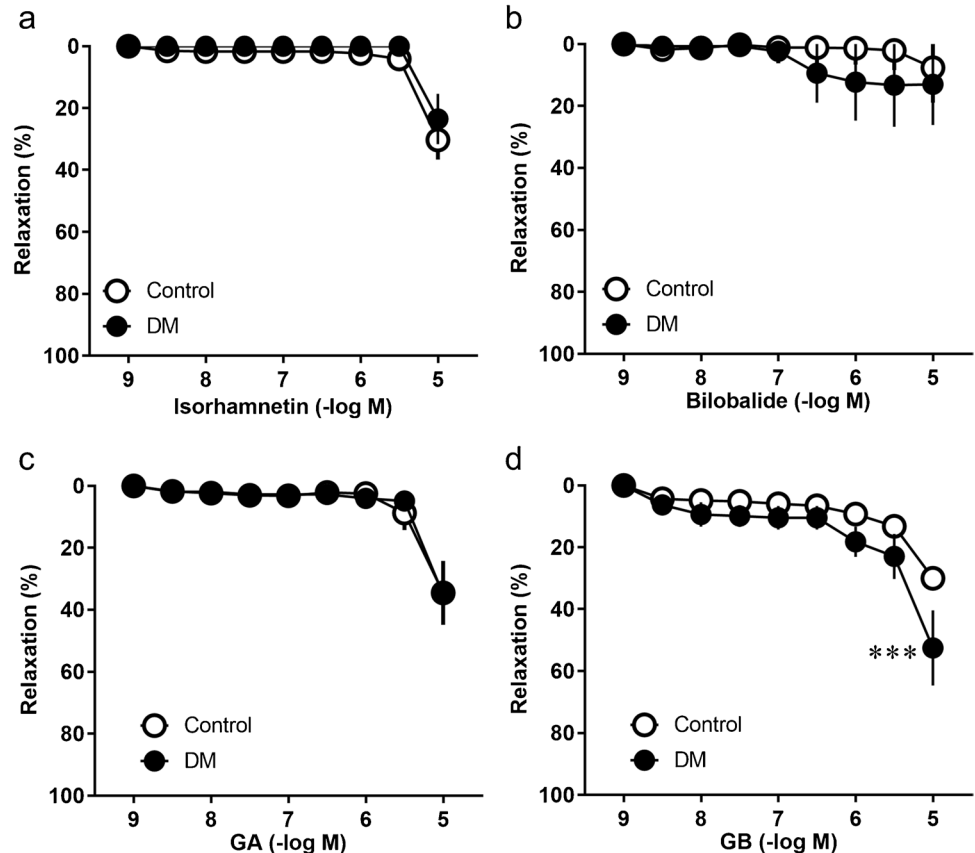 a
0
20
40
60
80
100
Relaxation (%)
Control
DM
9 8 7 6 5
Isorhamnetin (-log M)
b
0
20
40
60
80
100
Relaxation (%)
Control
DM
9 8 7 6 5
Bilobalide (-log M)
c
0
20
40
60
80
100
Relaxation (%)
Control
DM
9 8 7 6 5
GA (-log M)
d
0
20
40
60
80
100
Relaxation (%)
***
Control
DM
9 8 7 6 5
GB (-log M)